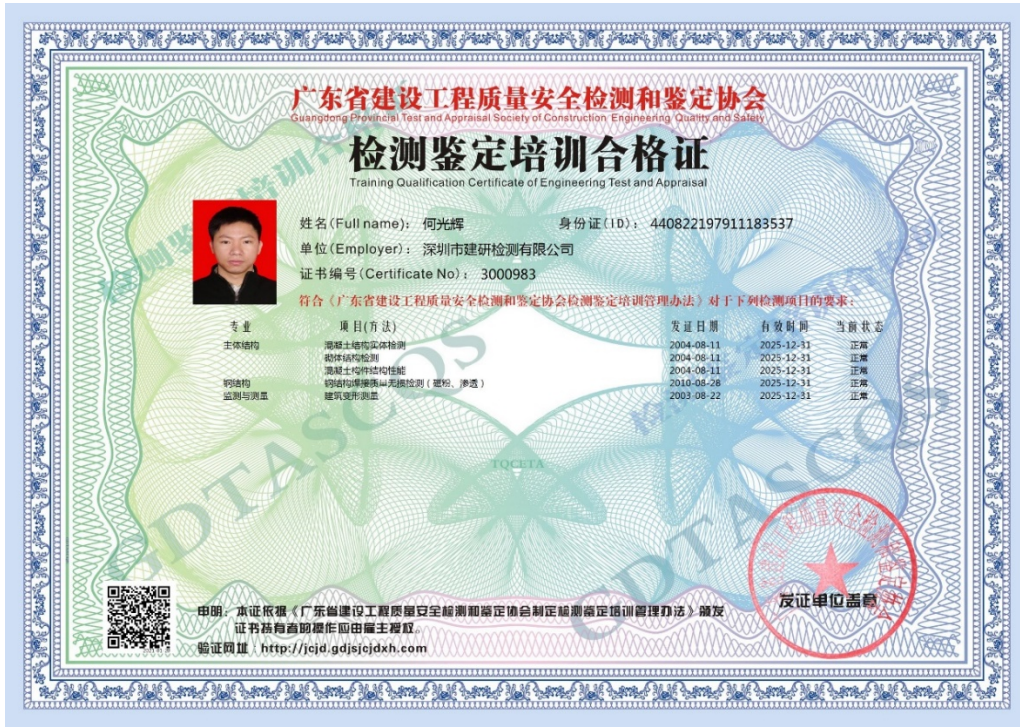 广东省建设工程质量安全检测和鉴定协会
Guangdong Provincial Test and Appraisal Society of Construction Engineering Quality and Safety
检测鉴定培训合格证
Training Qualification Certificate of Engineering Test and Appraisal
姓名(Full name): 何光辉 身份证(ID): 440822197911183537
单位(Employer): 深圳市建研检测有限公司
证书编号(Certificate No): 3000983
符合《广东省建设工程质量安全检测和鉴定协会检测鉴定培训管理办法》对于下列检测项目的要求:
专业 项目(方法) 发证日期 有效时间 当前状态
主体结构 混凝土结构实体检测 2004-08-11 2025-12-31 正常
砌体结构检测 2004-08-11 2025-12-31 正常
混凝土构件结构性能 2004-08-11 2025-12-31 正常
钢结构 钢结构焊接质量无损检测(磁粉、渗透) 2010-08-28 2025-12-31 正常
监测与测量 建筑变形测量 2003-08-22 2025-12-31 正常
TQCETA
GDTASCQS
GDTASCQS
发证单位盖章
申明: 本证依据《广东省建设工程质量安全检测和鉴定协会制定检测鉴定培训管理办法》颁发
证书持有者的操作应由雇主授权。
验证网址: http://jcjd.gdjsjcjdxh.com